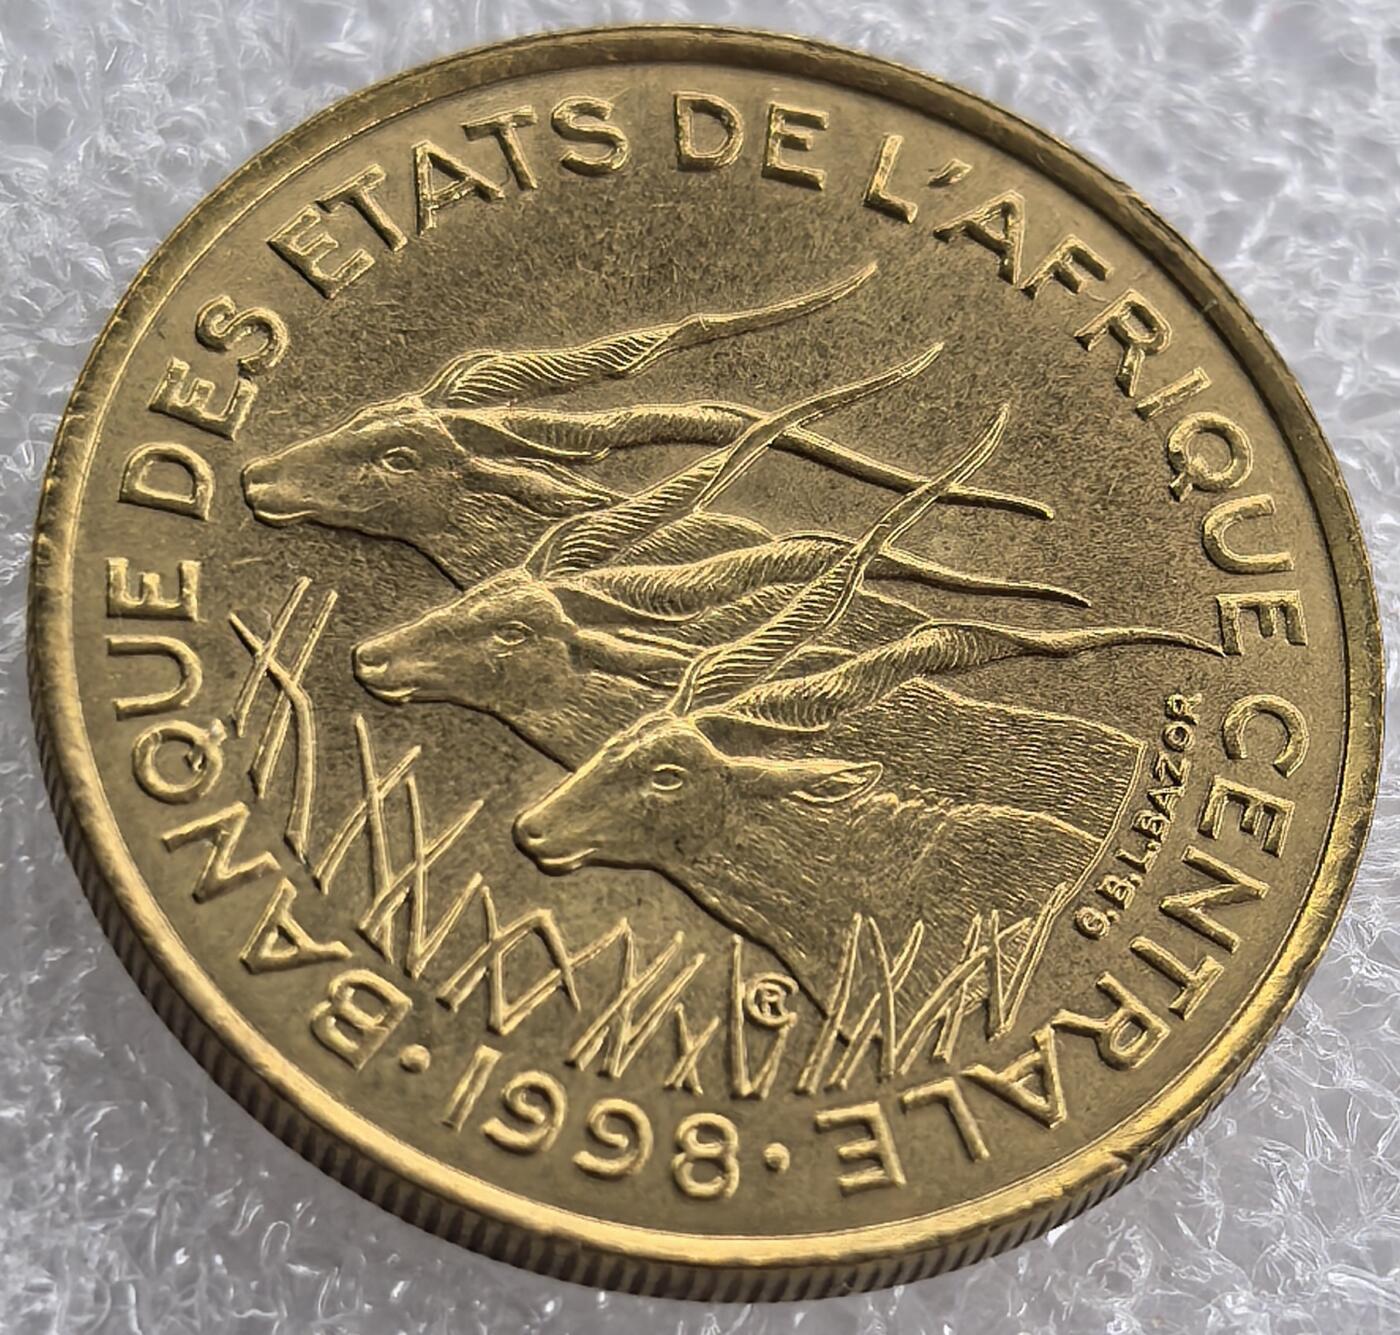 BANQUE DES ETATS DE L'AFRIQUE CENTRALE
• 1998 •
G.B.L.BAZOR